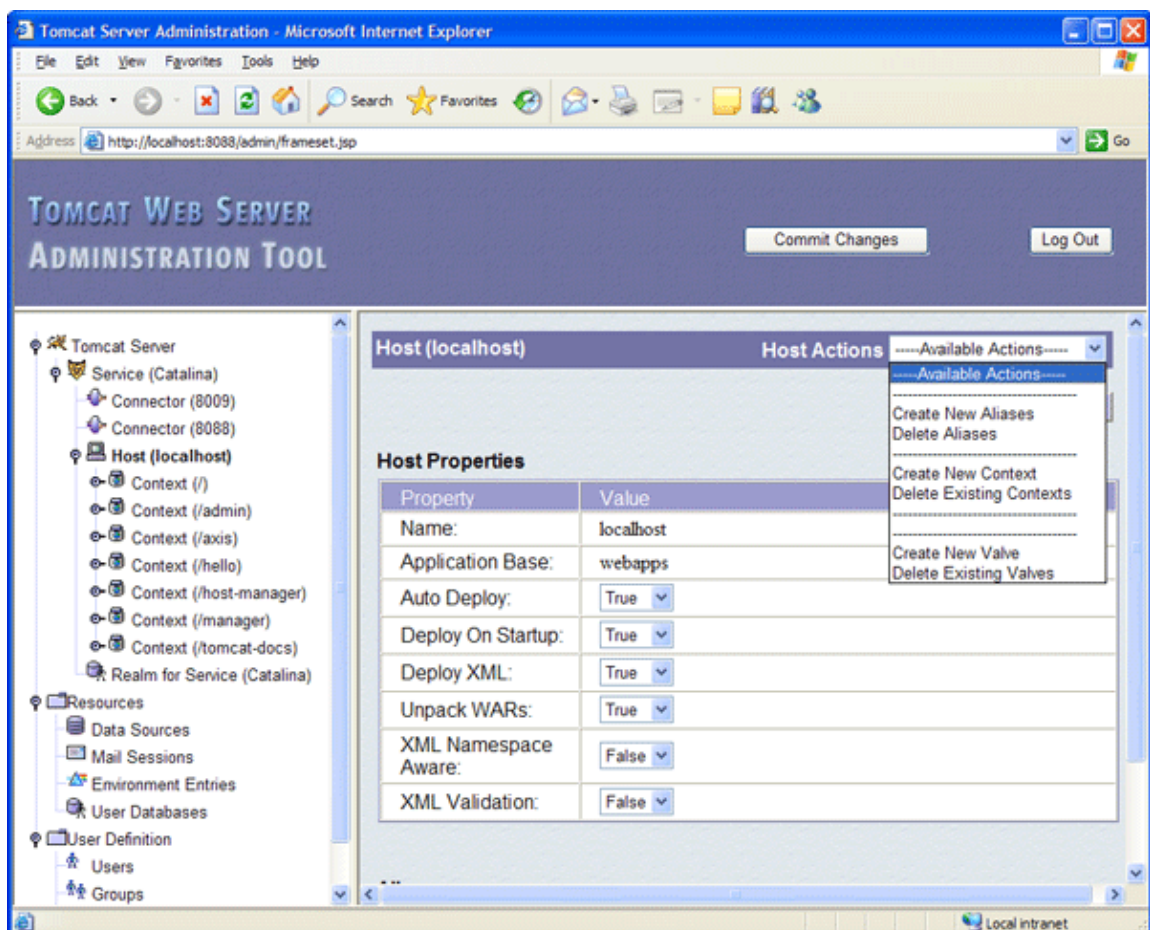 Tomcat Server Administration - Microsoft Internet Explorer
File Edit View Favorites Tools Help
Back Search Favorites
Address http://localhost:8088/admin/frameset.jsp Go
TOMCAT WEB SERVER
ADMINISTRATION TOOL
Commit Changes Log Out
Tomcat Server
Service (Catalina)
Connector (8009)
Connector (8088)
Host (localhost)
Context (/)
Context (/admin)
Context (/axis)
Context (/hello)
Context (/host-manager)
Context (/manager)
Context (/tomcat-docs)
Realm for Service (Catalina)
Resources
Data Sources
Mail Sessions
Environment Entries
User Databases
User Definition
Users
Groups
Host (localhost) Host Actions -----Available Actions-----
-----Available Actions-----
Create New Aliases
Delete Aliases
Create New Context
Delete Existing Contexts
Create New Valve
Delete Existing Valves
Host Properties
Property Value
Name: localhost
Application Base: webapps
Auto Deploy: True
Deploy On Startup: True
Deploy XML: True
Unpack WARs: True
XML Namespace
Aware: False
XML Validation: False
Local intranet